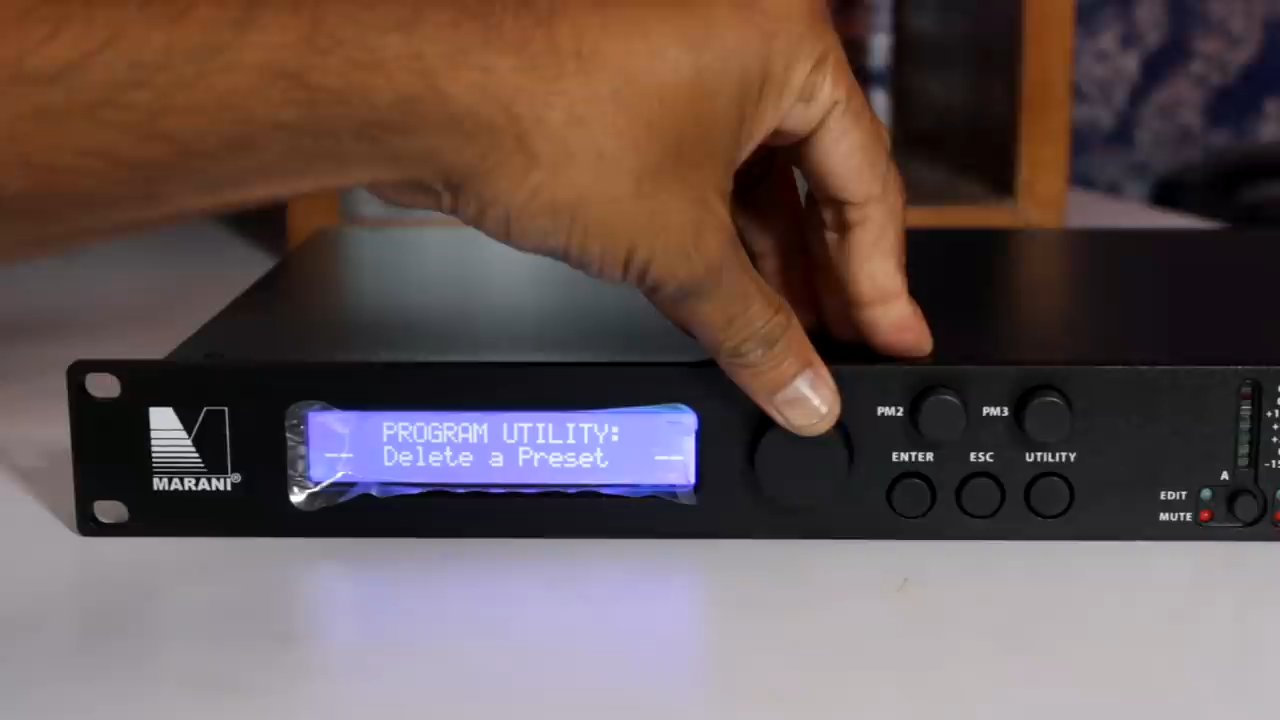 PROGRAM UTILITY:
-- Delete a Preset --
MARANI®
PM2
PM3
ENTER
ESC
UTILITY
A
EDIT
MUTE